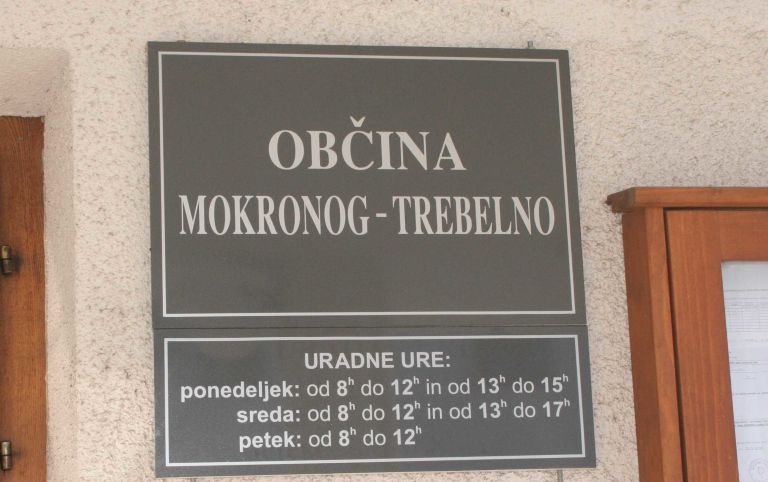 OBČINA
MOKRONOG - TREBELNO
URADNE URE:
ponedeljek: od 8h do 12h in od 13h do 15h
sreda: od 8h do 12h in od 13h do 17h
petek: od 8h do 12h